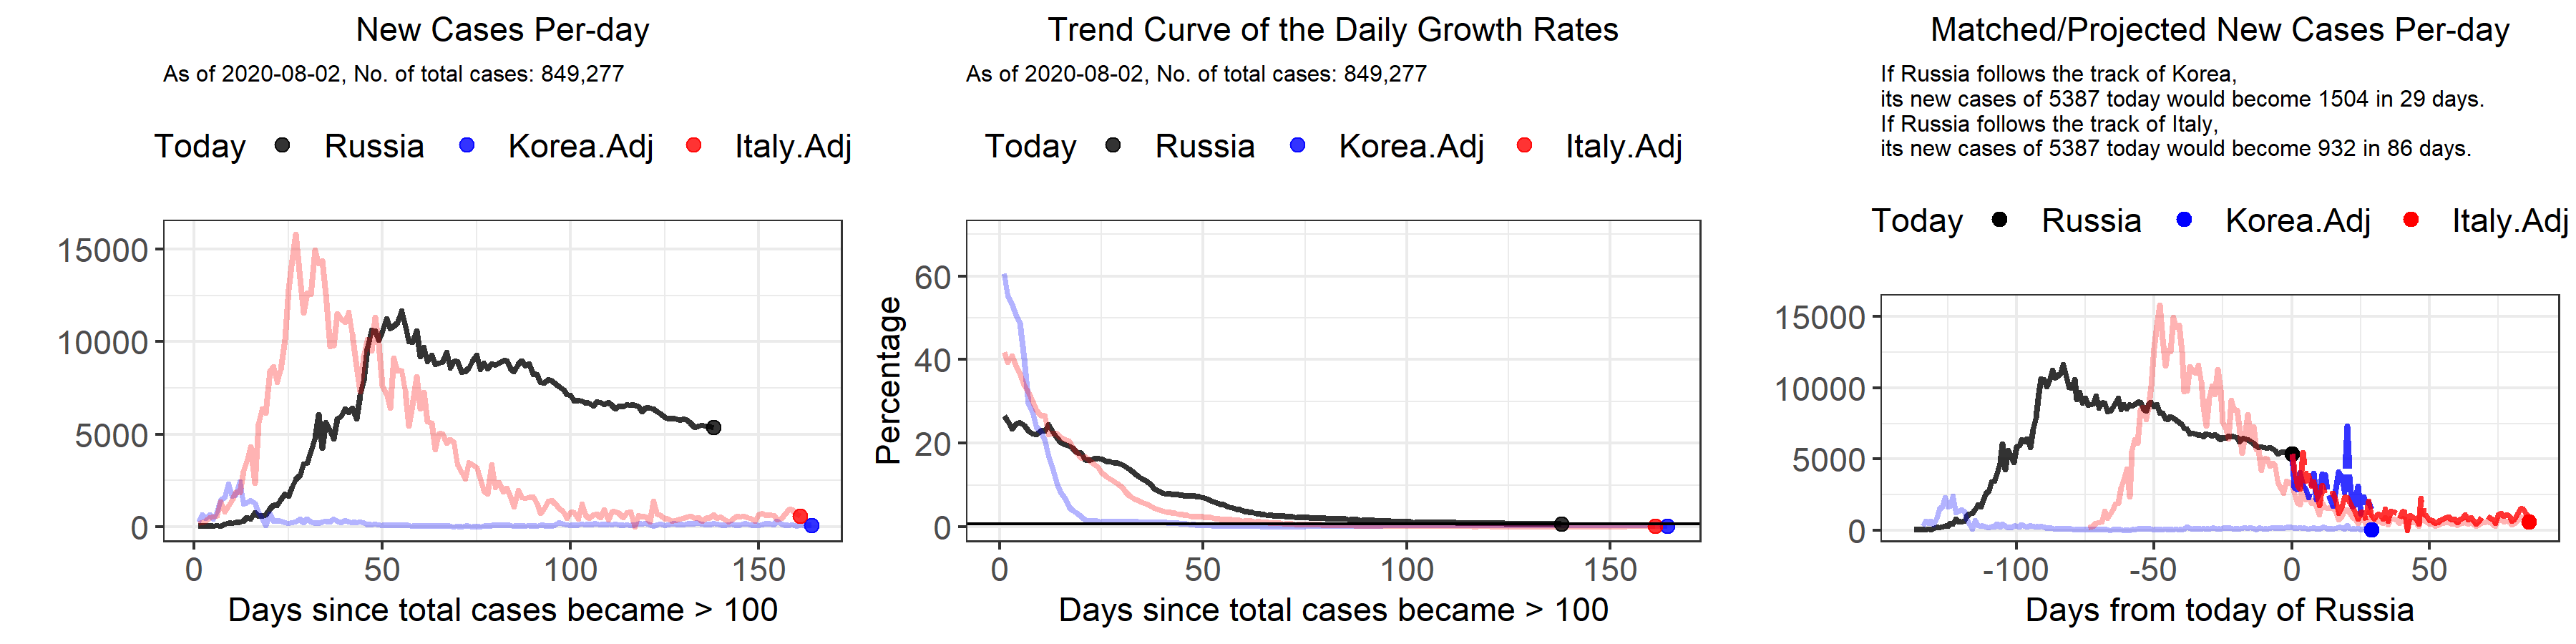 New Cases Per-day
As of 2020-08-02, No. of total cases: 849,277
Today Russia Korea.Adj Italy.Adj
15000
10000
5000
0
0 50 100 150
Days since total cases became > 100
Trend Curve of the Daily Growth Rates
As of 2020-08-02, No. of total cases: 849,277
Today Russia Korea.Adj Italy.Adj
Percentage
60
40
20
0
0 50 100 150
Days since total cases became > 100
Matched/Projected New Cases Per-day
If Russia follows the track of Korea,
its new cases of 5387 today would become 1504 in 29 days.
If Russia follows the track of Italy,
its new cases of 5387 today would become 932 in 86 days.
Today Russia Korea.Adj Italy.Adj
15000
10000
5000
0
-100 -50 0 50
Days from today of Russia